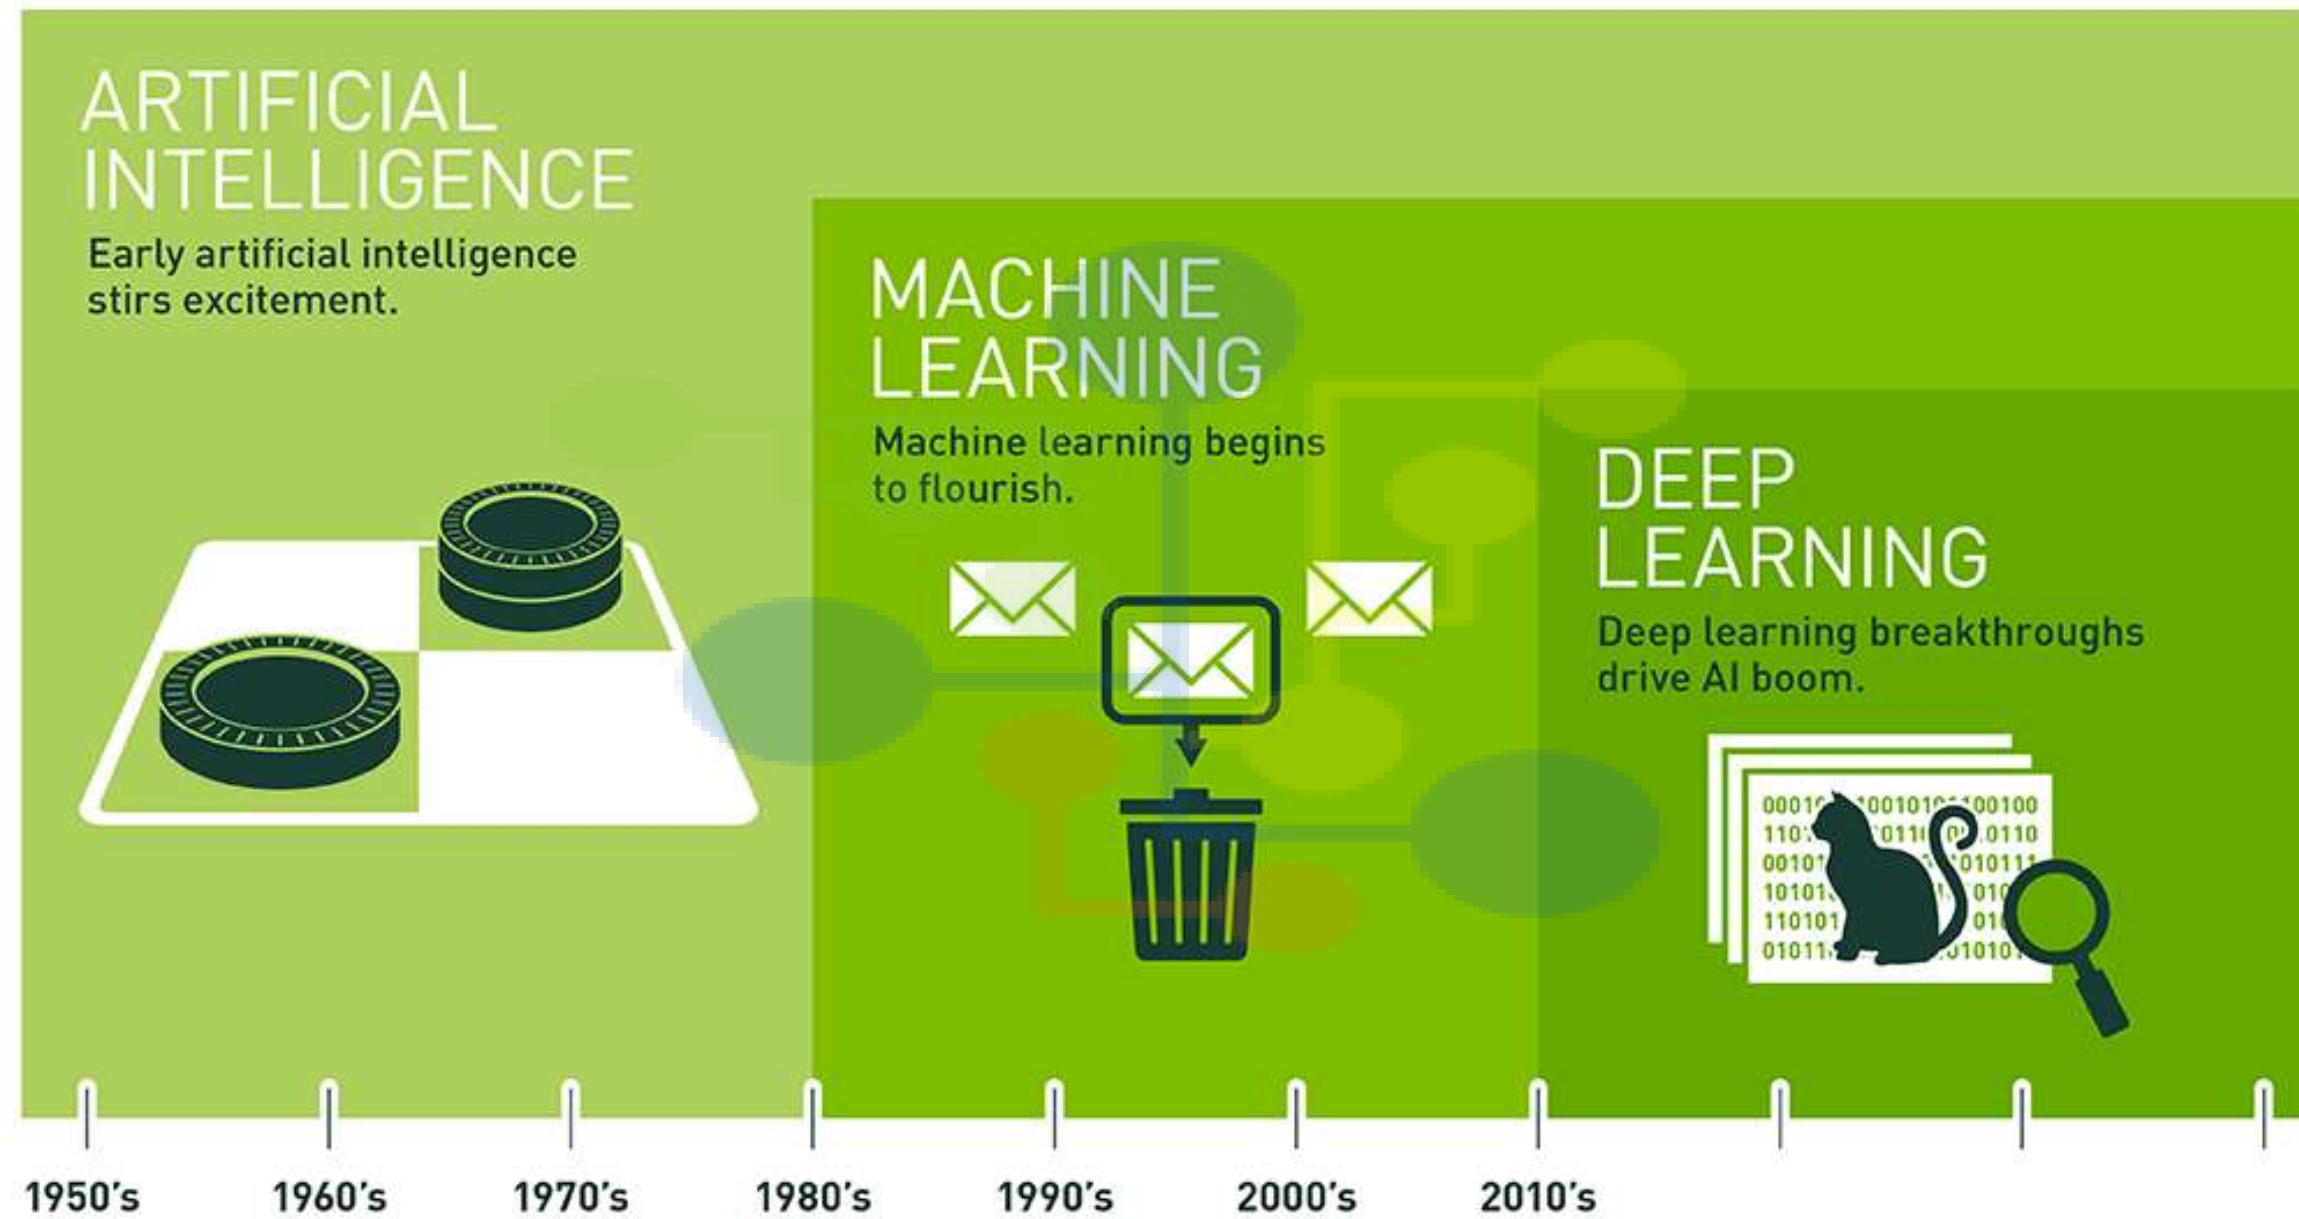 ARTIFICIAL
INTELLIGENCE
Early artificial intelligence
stirs excitement.
MACHINE
LEARNING
Machine learning begins
to flourish.
DEEP
LEARNING
Deep learning breakthroughs
drive AI boom.
1950's 1960's 1970's 1980's 1990's 2000's 2010's